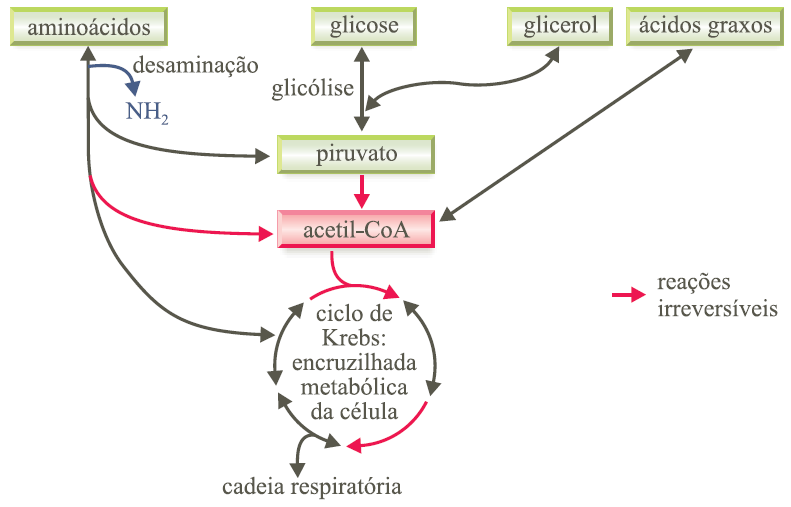 aminoácidos
glicose
glicerol
ácidos graxos
desaminação
NH₂
glicólise
piruvato
acetil-CoA
reações
irreversíveis
ciclo de
Krebs:
encruzilhada
metabólica
da célula
cadeia respiratória